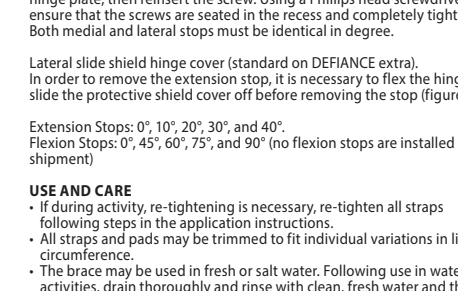 hinge plate, then reinsert the screw. Using a Phillips head screwdrive
ensure that the screws are seated in the recess and completely tight
Both medial and lateral stops must be identical in degree.

Lateral slide shield hinge cover (standard on DEFIANCE extra).
In order to remove the extension stop, it is necessary to flex the hing
slide the protective shield cover off before removing the stop (figure

Extension Stops: 0°, 10°, 20°, 30°, and 40°.
Flexion Stops: 0°, 45°, 60°, 75°, and 90° (no flexion stops are installed
shipment)

USE AND CARE
• If during activity, re-tightening is necessary, re-tighten all straps
following steps in the application instructions.
• All straps and pads may be trimmed to fit individual variations in li
circumference.
• The brace may be used in fresh or salt water. Following use in wate
activities, drain thoroughly and rinse with clean, fresh water and th